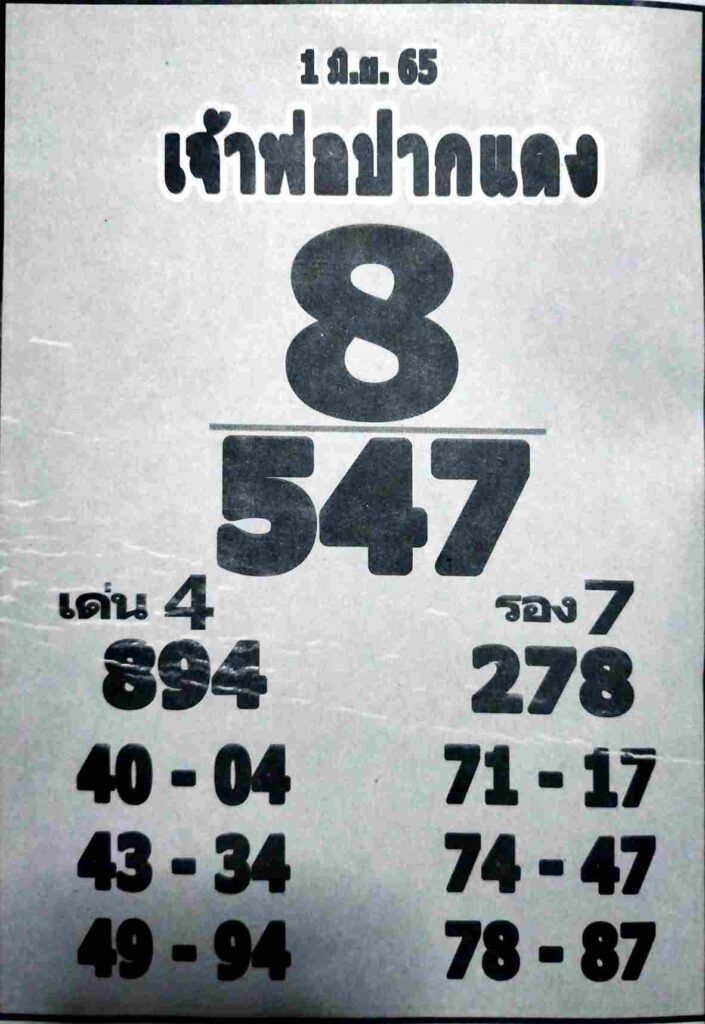 1 มิ.ย. 65
เจ้าพ่อปากแดง
8
547
เด่น 4 รอง 7
894 278
40 - 04 71 - 17
43 - 34 74 - 47
49 - 94 78 - 87